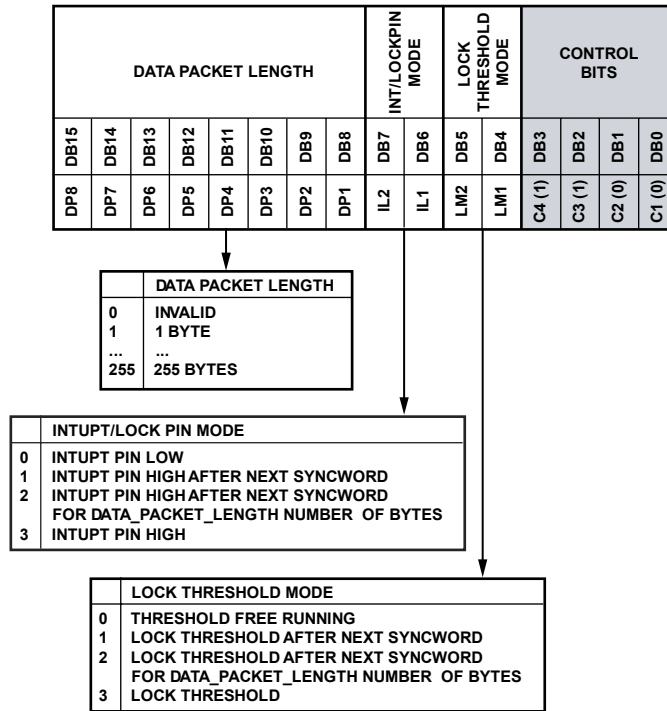 DATA PACKET LENGTH
INT/LOCKPIN
MODE
LOCK
THRESHOLD
MODE
CONTROL
BITS
DB15 DB14 DB13 DB12 DB11 DB10 DB9 DB8 DB7 DB6 DB5 DB4 DB3 DB2 DB1 DB0
DP8 DP7 DP6 DP5 DP4 DP3 DP2 DP1 IL2 IL1 LM2 LM1 C4 (1) C3 (1) C2 (0) C1 (0)
DATA PACKET LENGTH
0 INVALID
1 1 BYTE
... ...
255 255 BYTES
INTUPT/LOCK PIN MODE
0 INTUPT PIN LOW
1 INTUPT PIN HIGH AFTER NEXT SYNCWORD
2 INTUPT PIN HIGH AFTER NEXT SYNCWORD
FOR DATA_PACKET_LENGTH NUMBER OF BYTES
3 INTUPT PIN HIGH
LOCK THRESHOLD MODE
0 THRESHOLD FREE RUNNING
1 LOCK THRESHOLD AFTER NEXT SYNCWORD
2 LOCK THRESHOLD AFTER NEXT SYNCWORD
FOR DATA_PACKET_LENGTH NUMBER OF BYTES
3 LOCK THRESHOLD